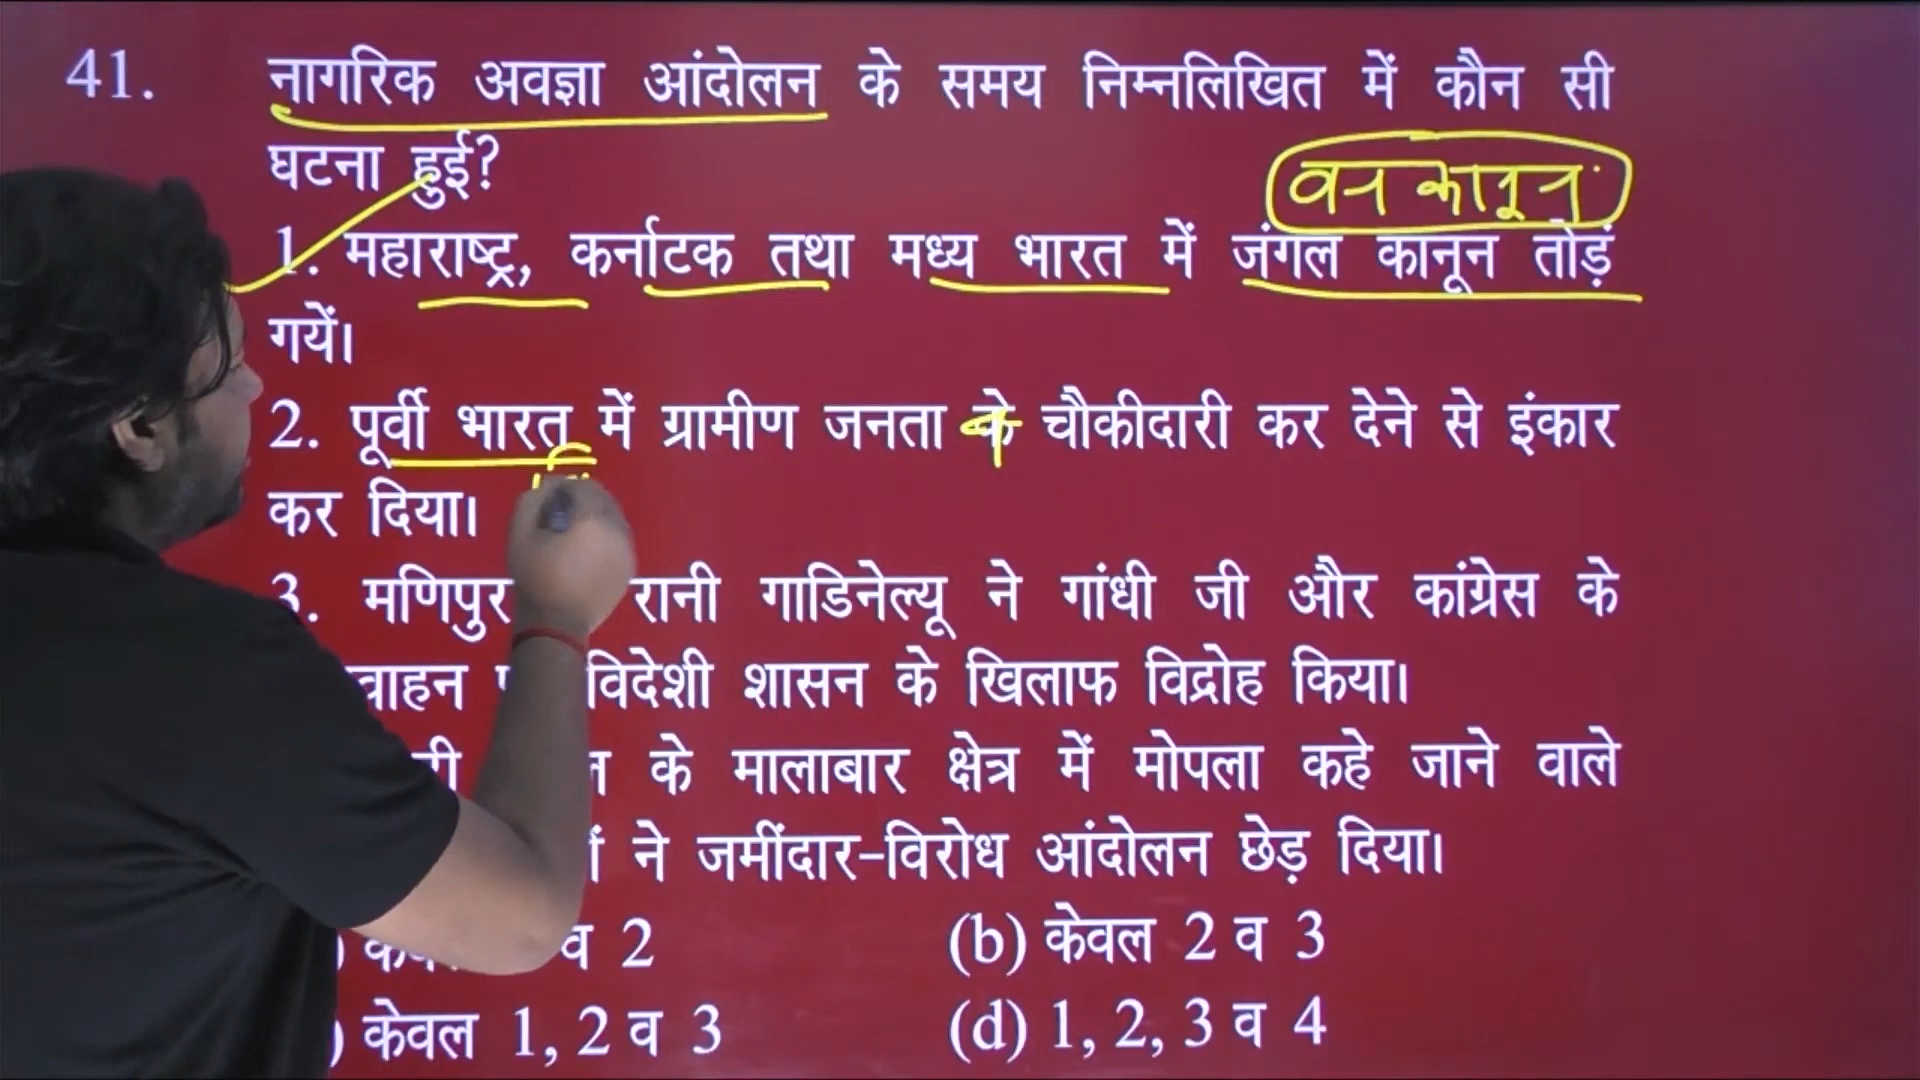 41. नागरिक अवज्ञा आंदोलन के समय निम्नलिखित में कौन सी
घटना हुई?
वन कानून
1. महाराष्ट्र, कर्नाटक तथा मध्य भारत में जंगल कानून तोड़ं
गयें।
2. पूर्वी भारत में ग्रामीण जनता ने चौकीदारी कर देने से इंकार
कर दिया।
3. मणिपुर रानी गाडिनेल्यू ने गांधी जी और कांग्रेस के
विदेशी शासन के खिलाफ विद्रोह किया।
के मालाबार क्षेत्र में मोपला कहे जाने वाले
ने जमींदार-विरोध आंदोलन छेड़ दिया।
व 2 (b) केवल 2 व 3
केवल 1, 2 व 3 (d) 1, 2, 3 व 4